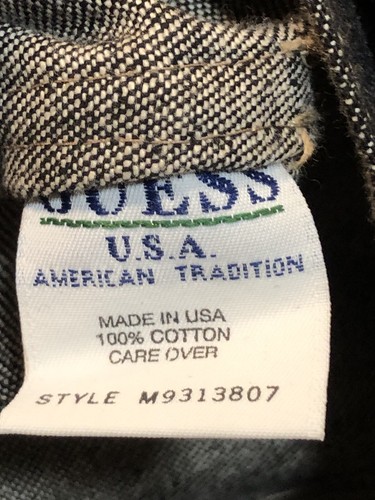 GUESS
U.S.A.
AMERICAN TRADITION
MADE IN USA
100% COTTON
CARE OVER
STYLE M9313807